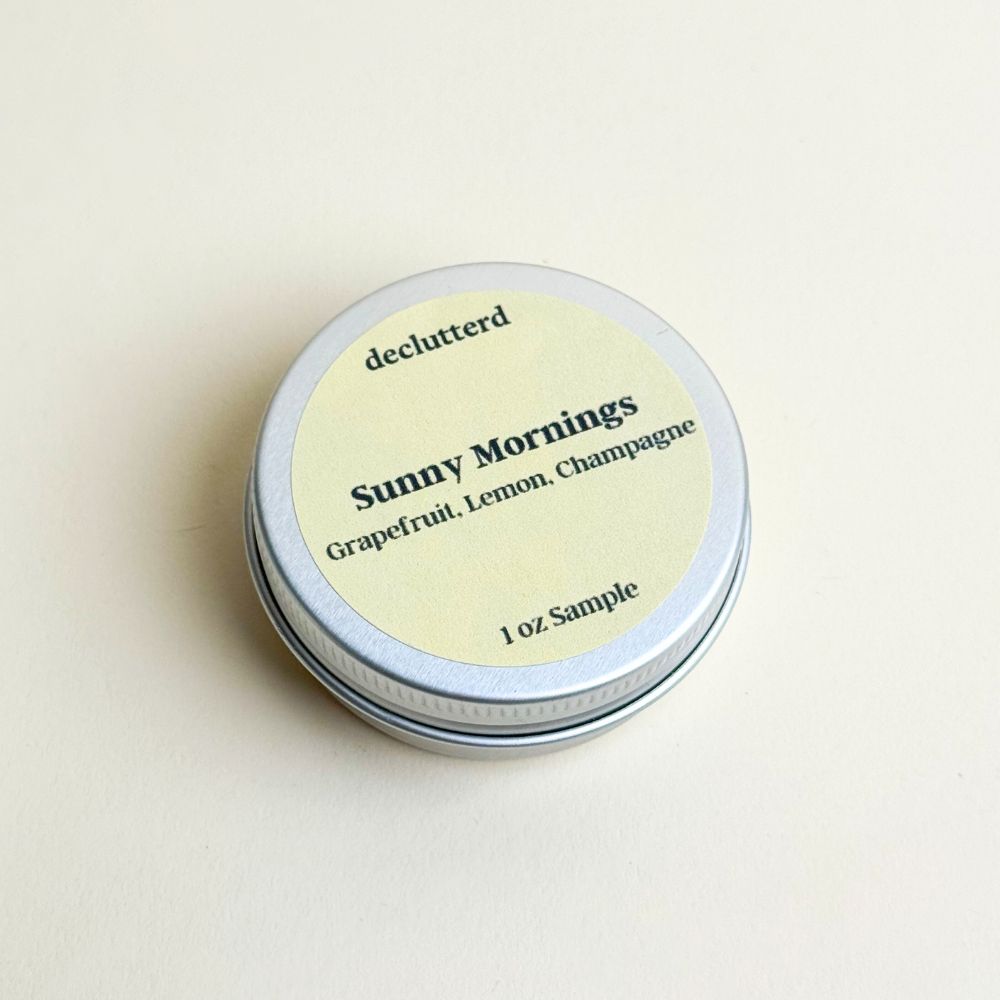 declutterd
Sunny Mornings
Grapefruit, Lemon, Champagne
1 oz Sample